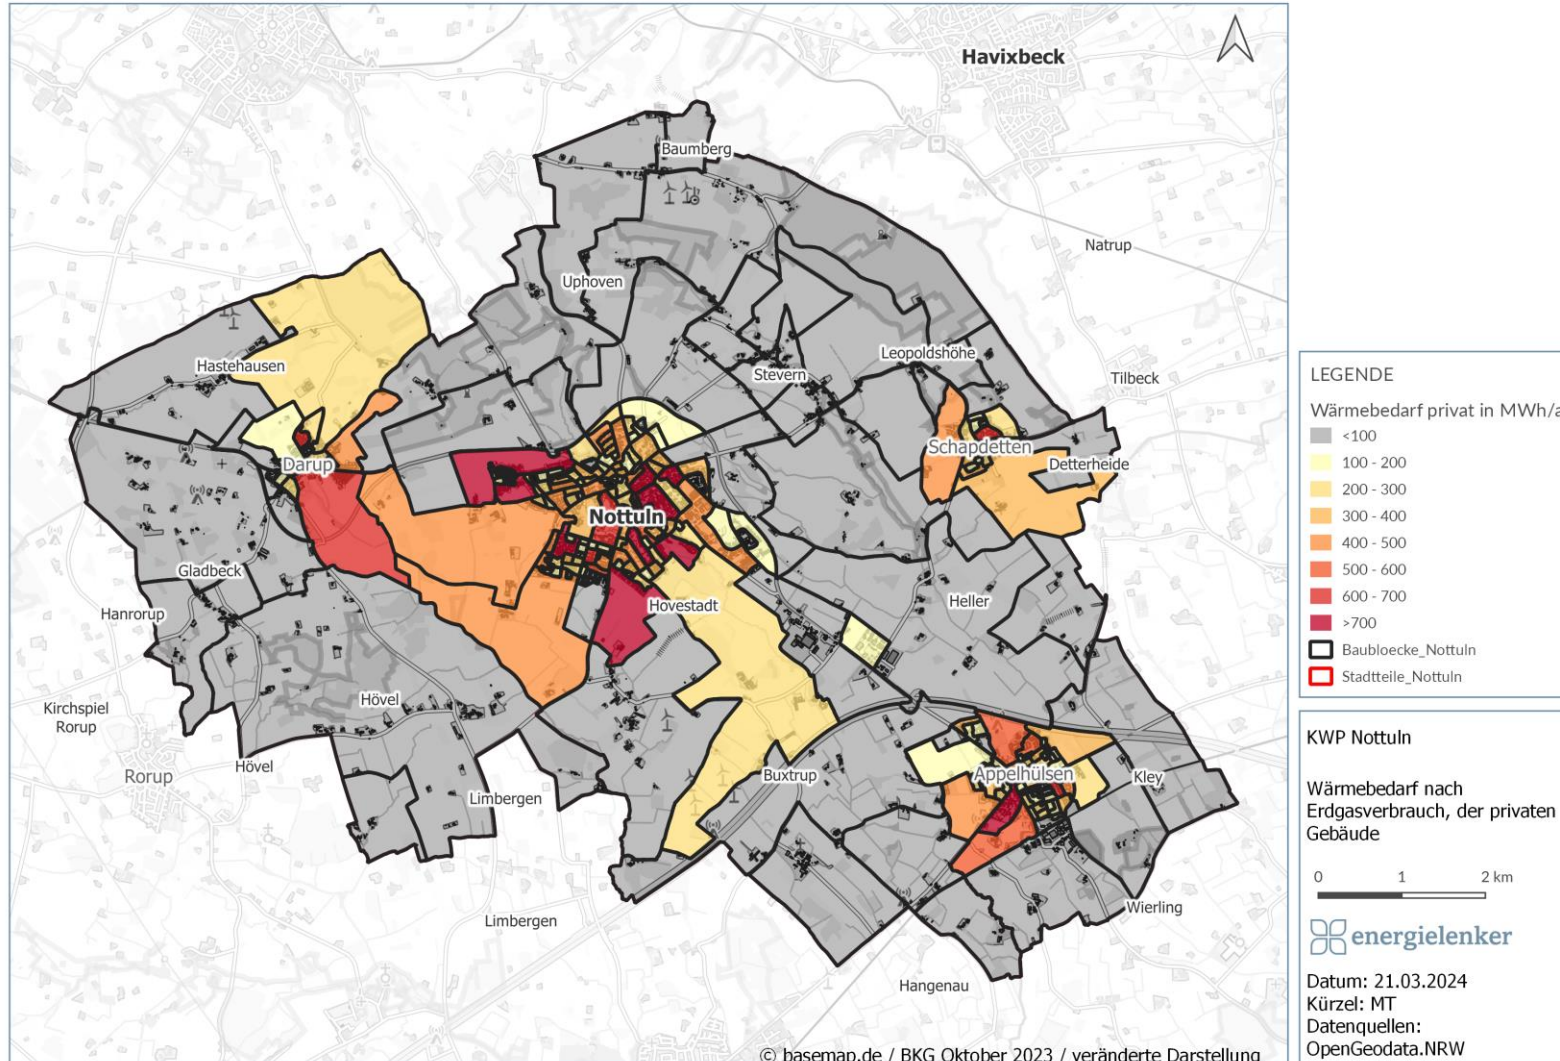 Havixbeck
Baumberg
Natrup
Uphoven
Hastehausen
Leopoldshöhe
Stevern
Tilbeck
Schapdetten
Darup
Detterheide
Nottuln
Gladbeck
Hanrorup
Hovestadt
Heller
Hövel
Kirchspiel
Rorup
Rorup
Hövel
Buxtrup
Appelhülsen
Kley
Limbergen
Limbergen
Wierling
Hangenau
© basemap.de / BKG Oktober 2023 / veränderte Darstellung
LEGENDE
Wärmebedarf privat in MWh/a
<100
100 - 200
200 - 300
300 - 400
400 - 500
500 - 600
600 - 700
>700
Baubloecke_Nottuln
Stadtteile_Nottuln
KWP Nottuln
Wärmebedarf nach
Erdgasverbrauch, der privaten
Gebäude
0 1 2 km
energielenker
Datum: 21.03.2024
Kürzel: MT
Datenquellen:
OpenGeodata.NRW